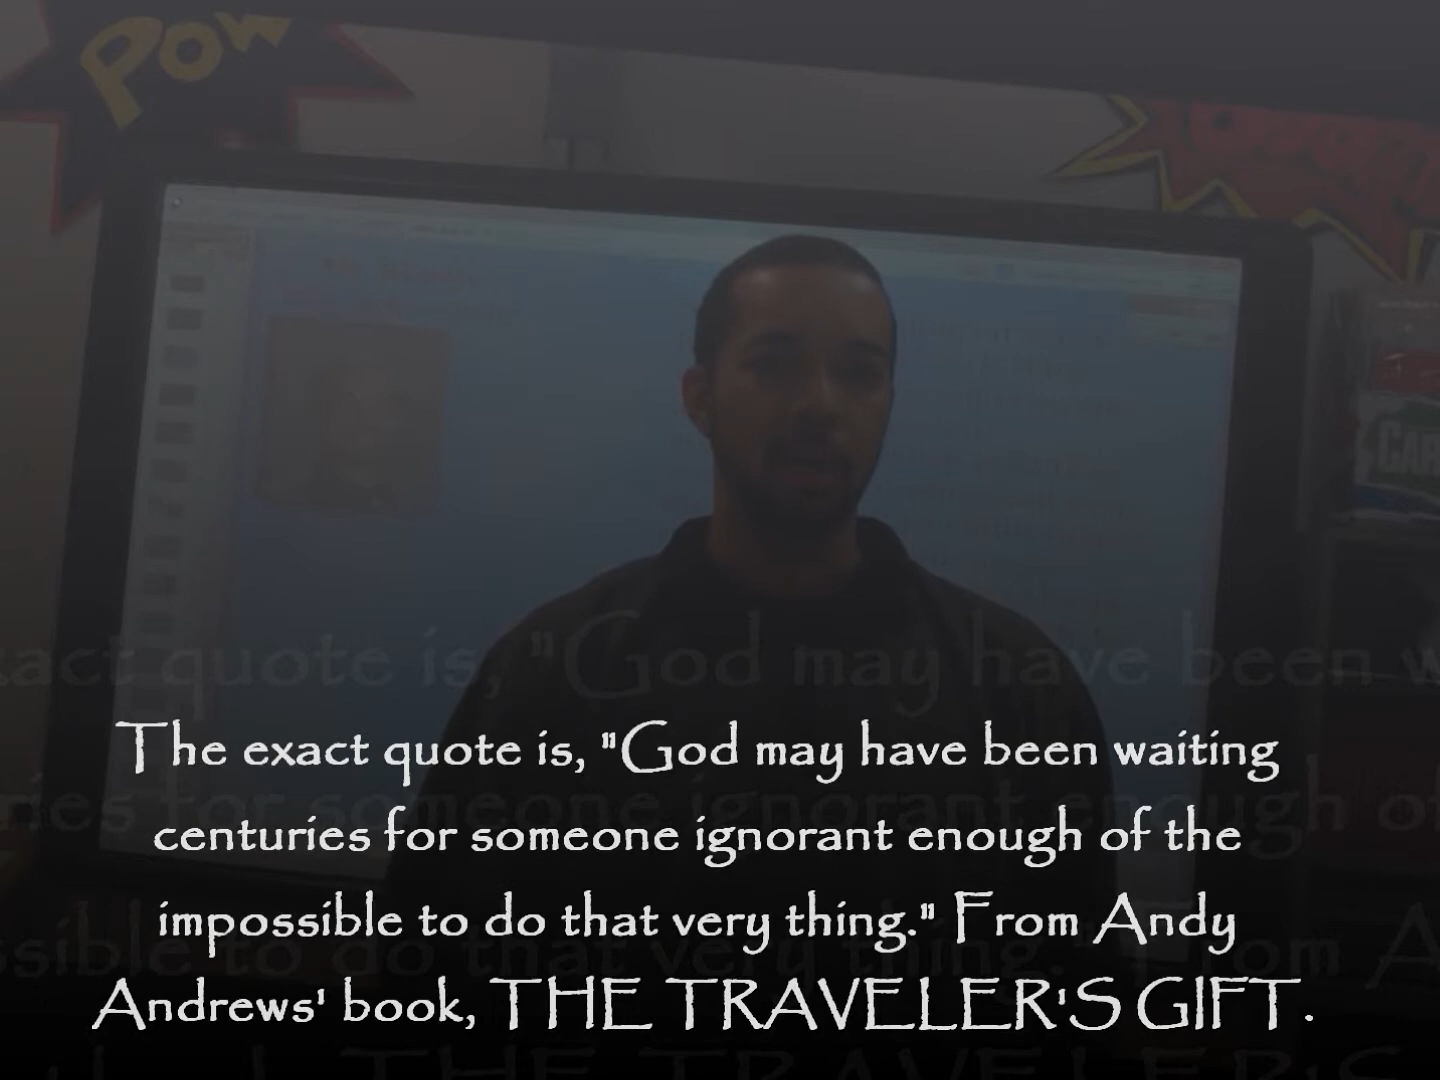 POW
The exact quote is, "God may have been waiting
centuries for someone ignorant enough of the
impossible to do that very thing." From Andy
Andrews' book, THE TRAVELER'S GIFT.